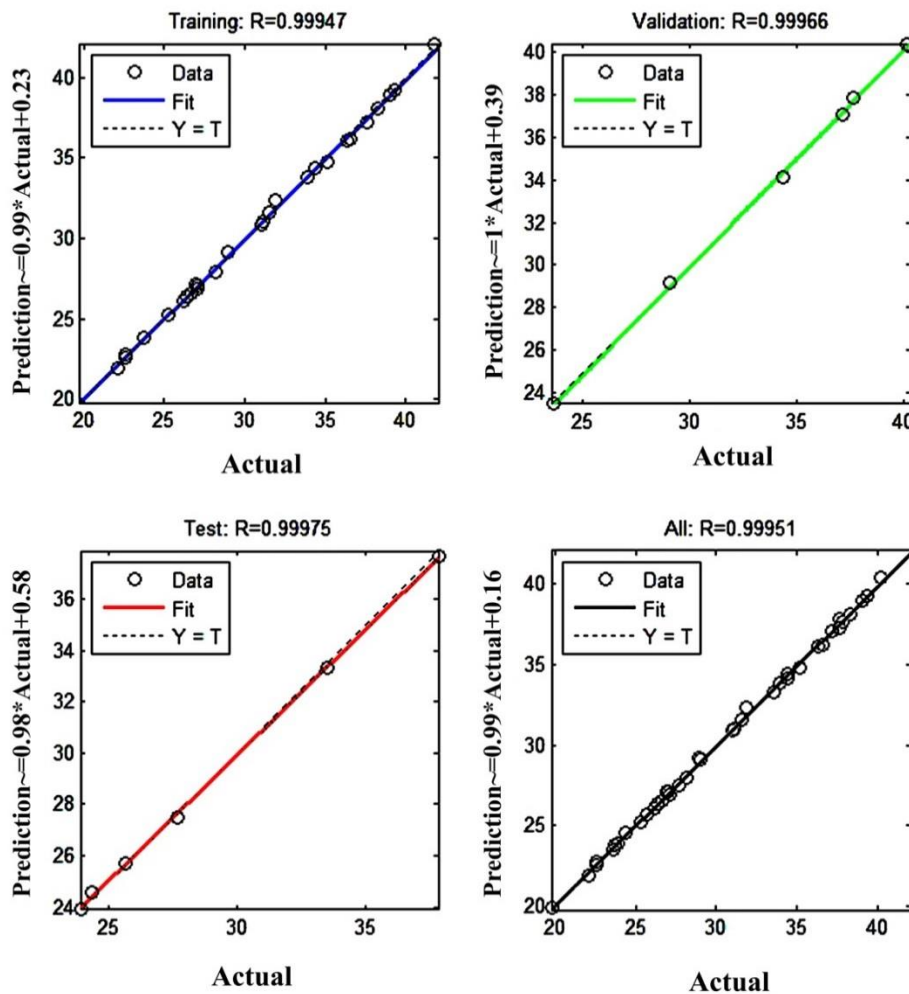 Training: R=0.99947
Prediction~=0.99*Actual+0.23
40
35
30
25
20
Data
Fit
Y = T
20
25
30
35
40
Actual
Validation: R=0.99966
Prediction~=1*Actual+0.39
40
38
36
34
32
30
28
26
24
Data
Fit
Y = T
25
30
35
40
Actual
Test: R=0.99975
Prediction~=0.98*Actual+0.58
36
34
32
30
28
26
24
Data
Fit
Y = T
25
30
35
Actual
All: R=0.99951
Prediction~=0.99*Actual+0.16
40
35
30
25
20
Data
Fit
Y = T
20
25
30
35
40
Actual